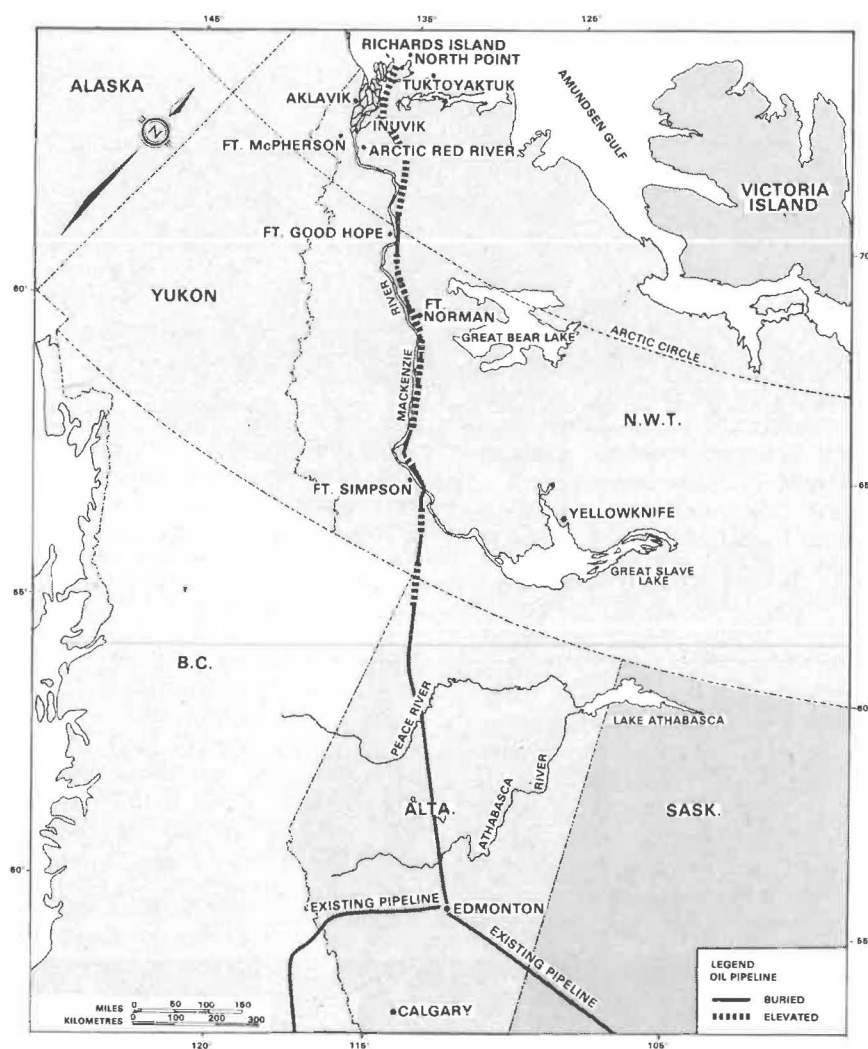 145°
138°
126°
RICHARDS ISLAND
NORTH POINT
ALASKA
TUKTOYAKTUK
AMUNDSEN GULF
AKLAVIK
N
INUVIK
FT. McPHERSON
ARCTIC RED RIVER
VICTORIA
ISLAND
FT. GOOD HOPE
70
60°
YUKON
RIVER
FT.
NORMAN
GREAT BEAR LAKE
ARCTIC CIRCLE
MACKENZIE
N.W.T.
FT. SIMPSON
65
YELLOWKNIFE
GREAT SLAVE
LAKE
55°
B.C.
60
LAKE ATHABASCA
PEACE RIVER
ALTA.
ATHABASCA
RIVER
SASK.
60°
EXISTING PIPELINE
EDMONTON
EXISTING PIPELINE
55
LEGEND
OIL PIPELINE
BURIED
ELEVATED
MILES 0 50 100 150
KILOMETRES 0 100 200 300
CALGARY
120°
115°
105°